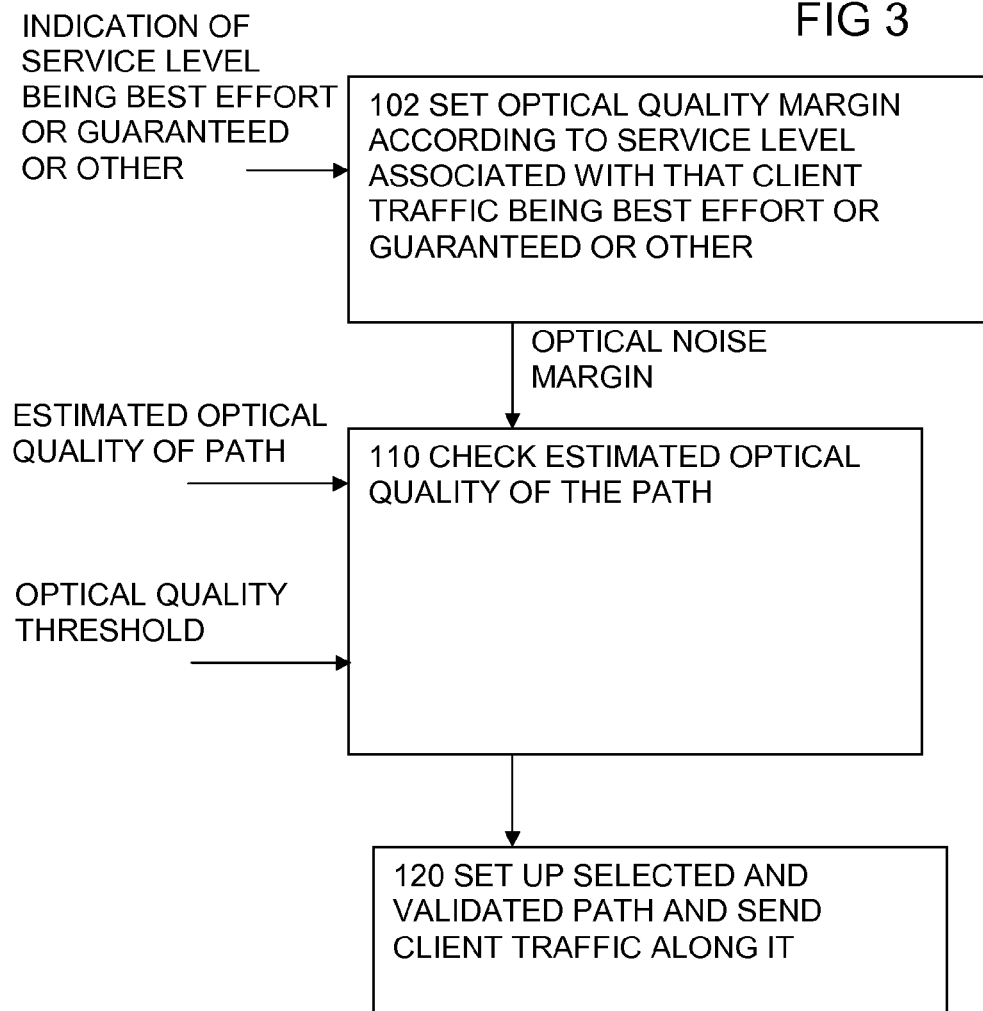 FIG 3
INDICATION OF
SERVICE LEVEL
BEING BEST EFFORT
OR GUARANTEED
OR OTHER
102 SET OPTICAL QUALITY MARGIN
ACCORDING TO SERVICE LEVEL
ASSOCIATED WITH THAT CLIENT
TRAFFIC BEING BEST EFFORT OR
GUARANTEED OR OTHER
OPTICAL NOISE
MARGIN
ESTIMATED OPTICAL
QUALITY OF PATH
110 CHECK ESTIMATED OPTICAL
QUALITY OF THE PATH
OPTICAL QUALITY
THRESHOLD
120 SET UP SELECTED AND
VALIDATED PATH AND SEND
CLIENT TRAFFIC ALONG IT